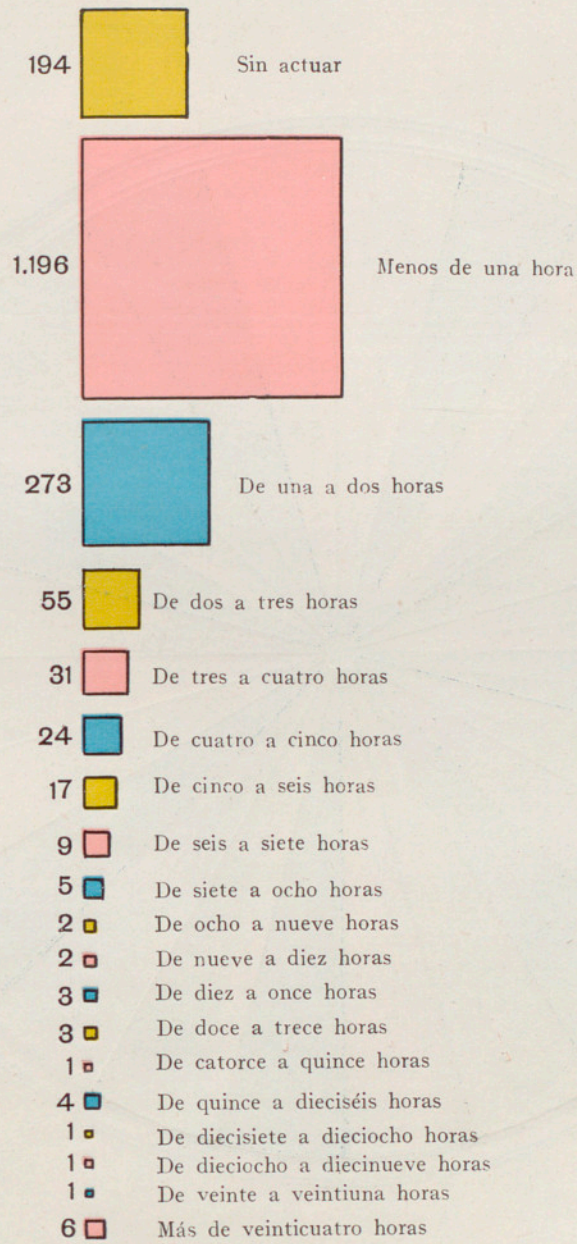 194 Sin actuar
1.196 Menos de una hora
273 De una a dos horas
55 De dos a tres horas
31 De tres a cuatro horas
24 De cuatro a cinco horas
17 De cinco a seis horas
9 De seis a siete horas
5 De siete a ocho horas
2 De ocho a nueve horas
2 De nueve a diez horas
3 De diez a once horas
3 De doce a trece horas
1 De catorce a quince horas
4 De quince a dieciséis horas
1 De diecisiete a dieciocho horas
1 De dieciocho a diecinueve horas
1 De veinte a veintiuna horas
6 Más de veinticuatro horas